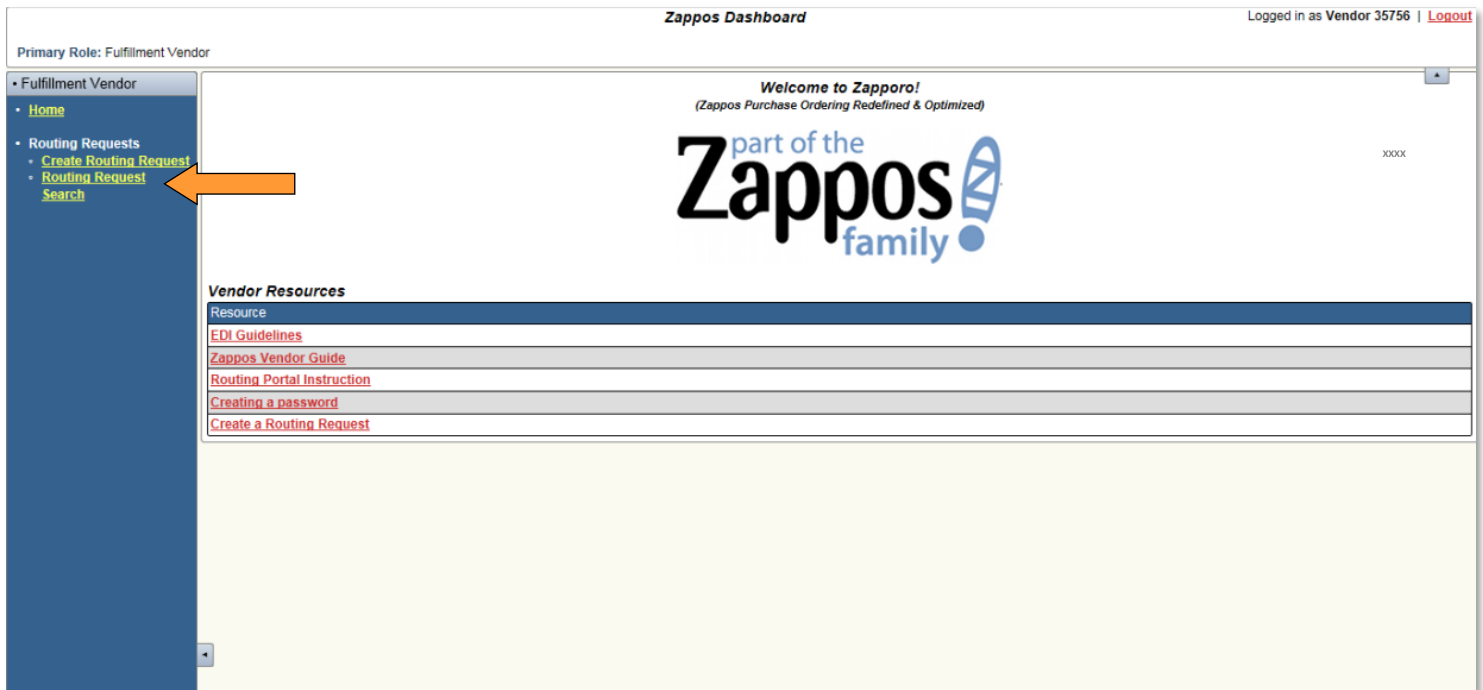 Zappos Dashboard
Logged in as Vendor 35756 | Logout
Primary Role: Fulfillment Vendor
• Fulfillment Vendor
• Home
• Routing Requests
◦ Create Routing Request
◦ Routing Request
Search
Welcome to Zapporo!
(Zappos Purchase Ordering Redefined & Optimized)
part of the
Zappos
family
xxxx
Vendor Resources
Resource
EDI Guidelines
Zappos Vendor Guide
Routing Portal Instruction
Creating a password
Create a Routing Request